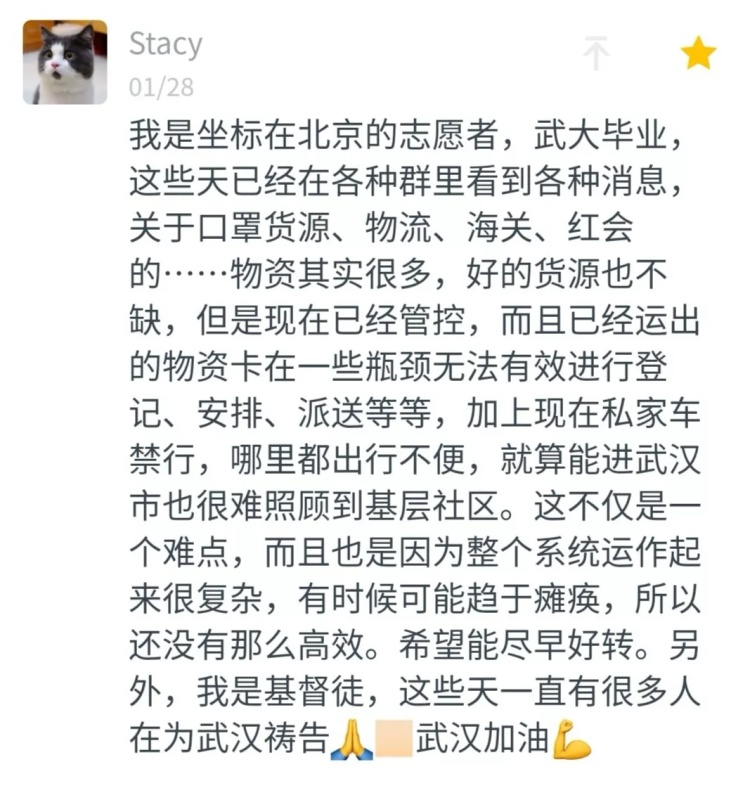 Stacy
01/28
我是坐标在北京的志愿者，武大毕业，
这些天已经在各种群里看到各种消息，
关于口罩货源、物流、海关、红会
的……物资其实很多，好的货源也不
缺，但是现在已经管控，而且已经运出
的物资卡在一些瓶颈无法有效进行登
记、安排、派送等等，加上现在私家车
禁行，哪里都出行不便，就算能进武汉
市也很难照顾到基层社区。这不仅是一
个难点，而且也是因为整个系统运作起
来很复杂，有时候可能趋于瘫痪，所以
还没有那么高效。希望能尽早好转。另
外，我是基督徒，这些天一直有很多人
在为武汉祷告🙏🏼武汉加油💪